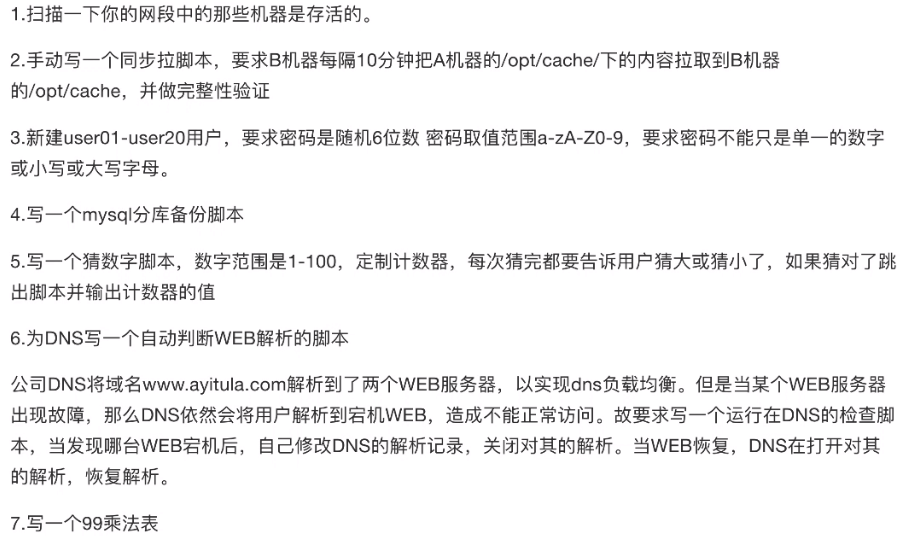 1.扫描一下你的网段中的那些机器是存活的。
2.手动写一个同步拉脚本，要求B机器每隔10分钟把A机器的/opt/cache/下的内容拉取到B机器
的/opt/cache，并做完整性验证
3.新建user01-user20用户，要求密码是随机6位数 密码取值范围a-zA-Z0-9，要求密码不能只是单一的数字
或小写或大写字母。
4.写一个mysql分库备份脚本
5.写一个猜数字脚本，数字范围是1-100，定制计数器，每次猜完都要告诉用户猜大或猜小了，如果猜对了跳
出脚本并输出计数器的值
6.为DNS写一个自动判断WEB解析的脚本
公司DNS将域名www.ayitula.com解析到了两个WEB服务器，以实现dns负载均衡。但是当某个WEB服务器
出现故障，那么DNS依然会将用户解析到宕机WEB，造成不能正常访问。故要求写一个运行在DNS的检查脚
本，当发现哪台WEB宕机后，自己修改DNS的解析记录，关闭对其的解析。当WEB恢复，DNS在打开对其
的解析，恢复解析。
7.写一个99乘法表